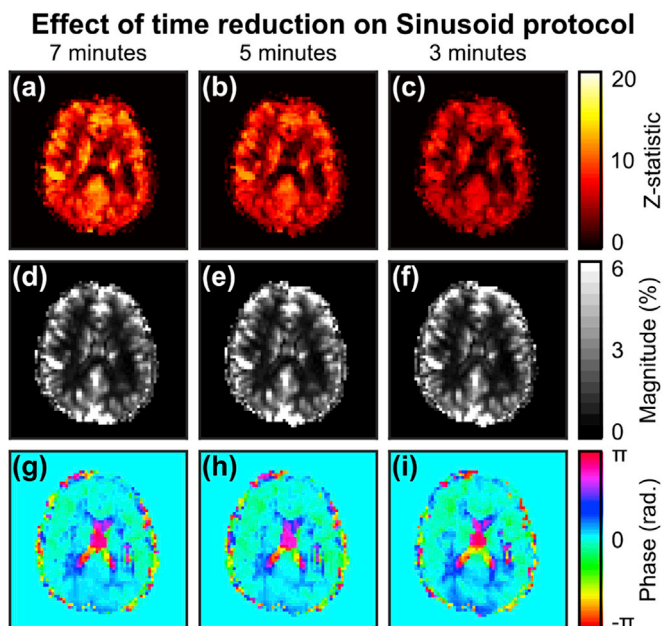 Effect of time reduction on Sinusoid protocol
7 minutes 5 minutes 3 minutes
(a) (b) (c)
20
10
0
Z-statistic
(d) (e) (f)
6
3
0
Magnitude (%)
(g) (h) (i)
π
0
-π
Phase (rad.)